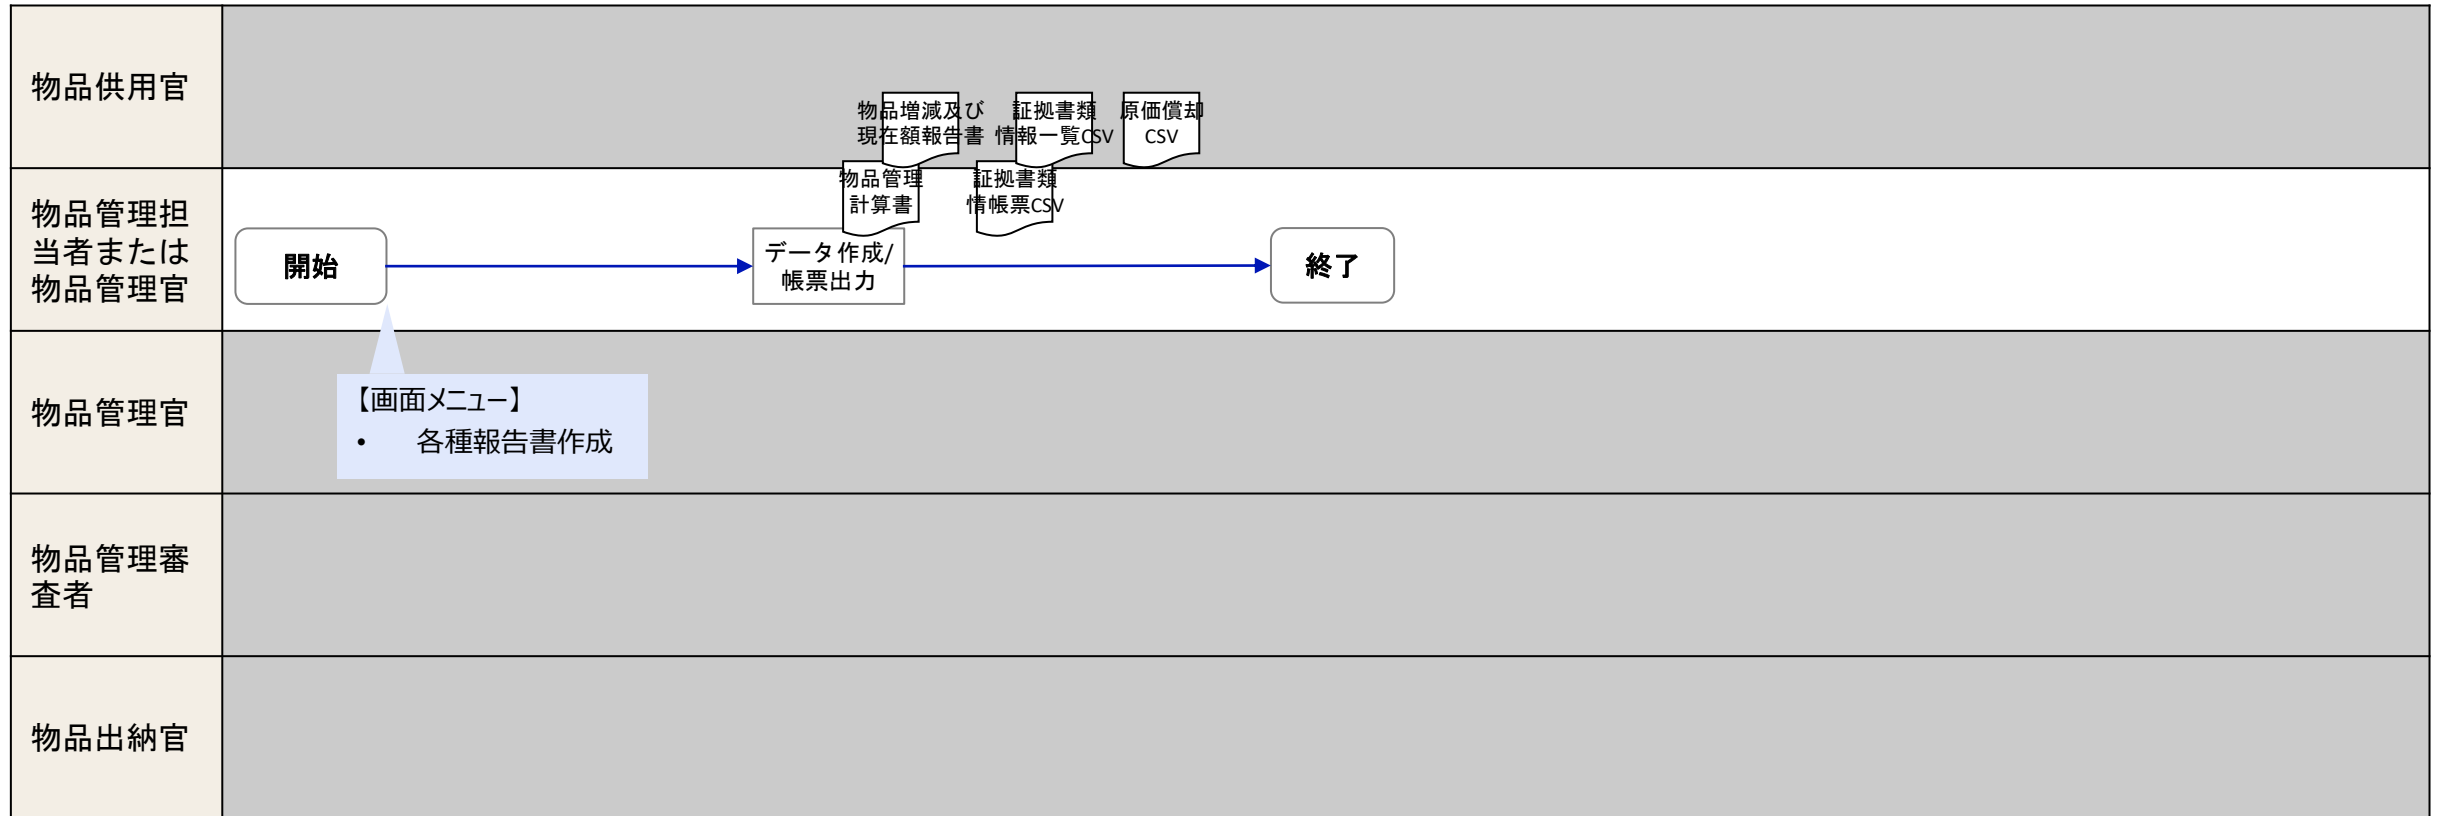 物品供用官
物品増減及び
現在額報告書
証拠書類
情報一覧CSV
原価償却
CSV
物品管理担
当者または
物品管理官
物品管理
計算書
証拠書類
情帳票CSV
開始
データ作成/
帳票出力
終了
物品管理官
【画面メニュー】
• 各種報告書作成
物品管理審
査者
物品出納官